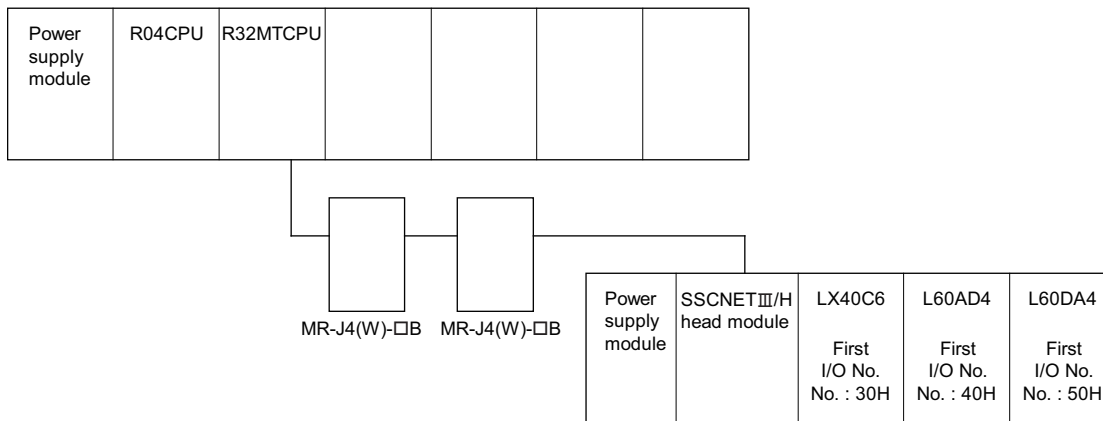 Power
supply
module
R04CPU
R32MTCPU
MR-J4(W)-□B
MR-J4(W)-□B
Power
supply
module
SSCNETⅢ/H
head module
LX40C6
First
I/O No.
No. : 30H
L60AD4
First
I/O No.
No. : 40H
L60DA4
First
I/O No.
No. : 50H